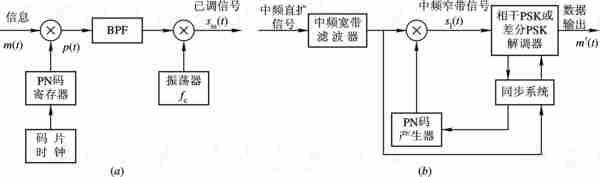 信息
m(t)
p(t)
BPF
已调信号
s_ss(t)
PN码
寄存器
振荡器
f_c
码 片
时 钟
(a)
中频直扩
信号
中频宽带
滤波器
中频窄带信号
s_1(t)
相干PSK或
差分PSK
解调器
数据
输出
m′(t)
同步系统
PN码
产生器
(b)